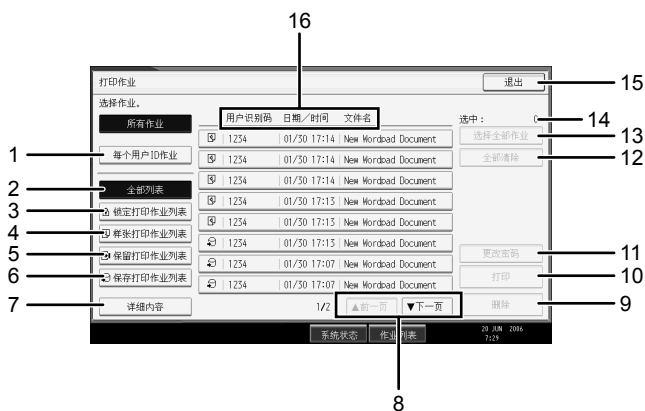 16
打印作业 退出 15
选择作业。
所有作业 用户识别码 日期／时间 文件名 选中： 0 14
1234 01/30 17:14 New Wordpad Document 选择全部作业 13
1 每个用户ID作业 1234 01/30 17:14 New Wordpad Document 全部清除 12
2 全部列表 1234 01/30 17:14 New Wordpad Document
3 锁定打印作业列表 1234 01/30 17:13 New Wordpad Document
4 样张打印作业列表 1234 01/30 17:13 New Wordpad Document
5 保留打印作业列表 1234 01/30 17:13 New Wordpad Document 更改密码 11
6 保存打印作业列表 1234 01/30 17:07 New Wordpad Document 打印 10
1234 01/30 17:07 New Wordpad Document
7 详细内容 1/2 ▲前一页 ▼下一页 删除 9
系统状态 作业列表 20 JUN 2006
7:29
8